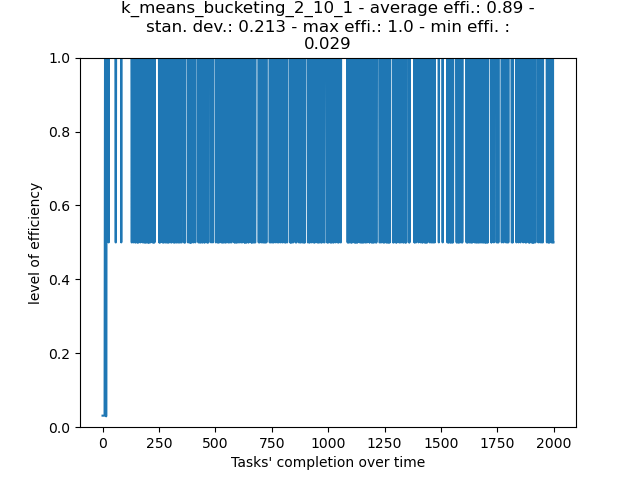 k_means_bucketing_2_10_1 - average effi.: 0.89 -
stan. dev.: 0.213 - max effi.: 1.0 - min effi. :
0.029
1.0
0.8
0.6
0.4
0.2
0.0
level of efficiency
0 250 500 750 1000 1250 1500 1750 2000
Tasks' completion over time